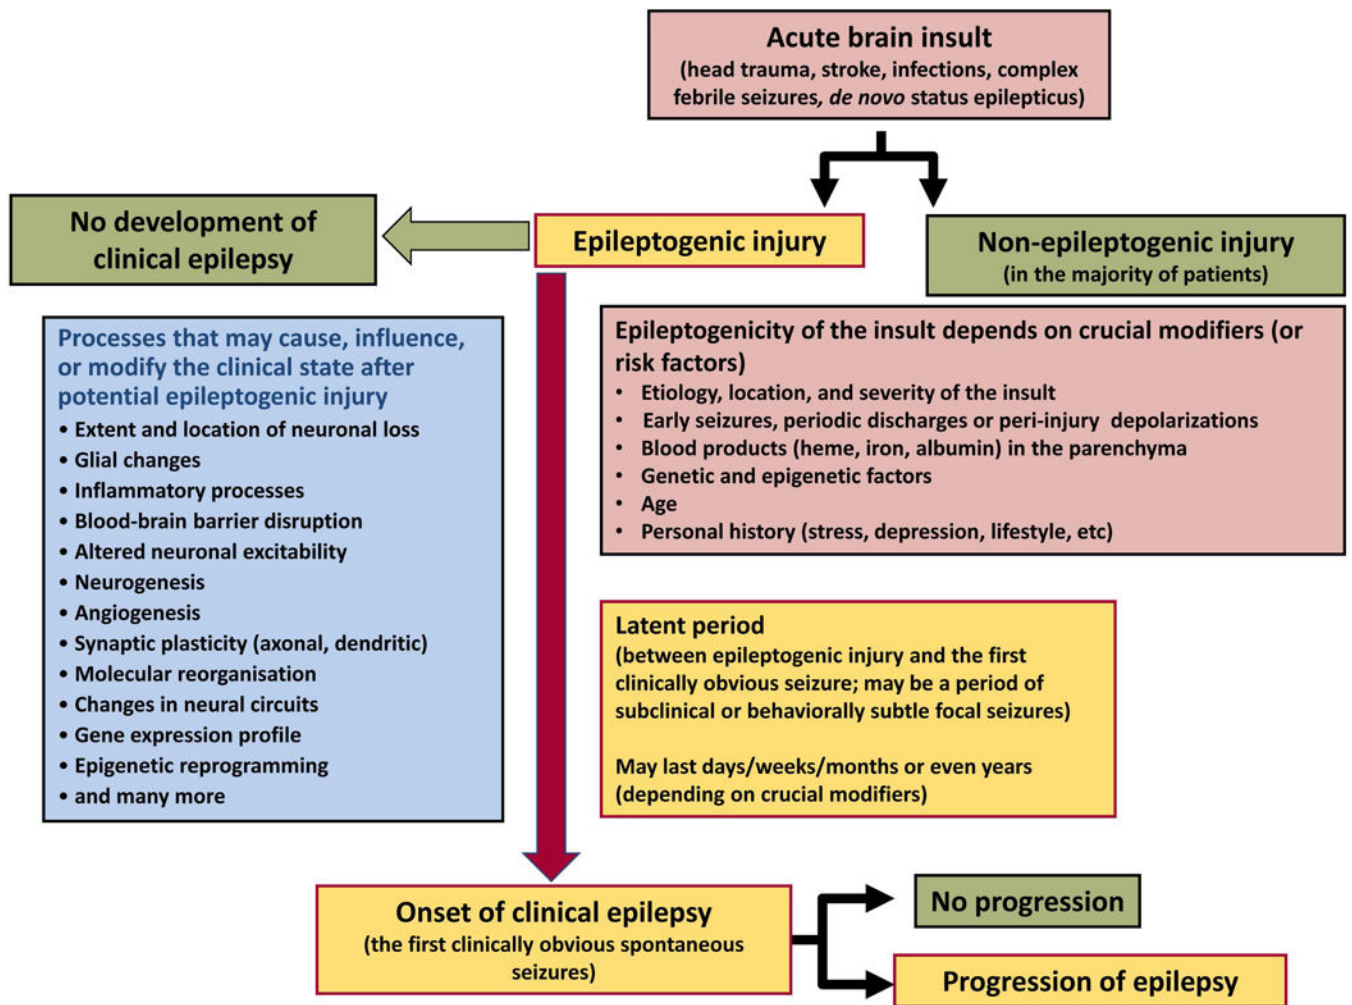 Acute brain insult
(head trauma, stroke, infections, complex
febrile seizures, de novo status epilepticus)
No development of
clinical epilepsy
Epileptogenic injury
Non-epileptogenic injury
(in the majority of patients)
Processes that may cause, influence,
or modify the clinical state after
potential epileptogenic injury
• Extent and location of neuronal loss
• Glial changes
• Inflammatory processes
• Blood-brain barrier disruption
• Altered neuronal excitability
• Neurogenesis
• Angiogenesis
• Synaptic plasticity (axonal, dendritic)
• Molecular reorganisation
• Changes in neural circuits
• Gene expression profile
• Epigenetic reprogramming
• and many more
Epileptogenicity of the insult depends on crucial modifiers (or
risk factors)
• Etiology, location, and severity of the insult
• Early seizures, periodic discharges or peri-injury depolarizations
• Blood products (heme, iron, albumin) in the parenchyma
• Genetic and epigenetic factors
• Age
• Personal history (stress, depression, lifestyle, etc)
Latent period
(between epileptogenic injury and the first
clinically obvious seizure; may be a period of
subclinical or behaviorally subtle focal seizures)
May last days/weeks/months or even years
(depending on crucial modifiers)
Onset of clinical epilepsy
(the first clinically obvious spontaneous
seizures)
No progression
Progression of epilepsy